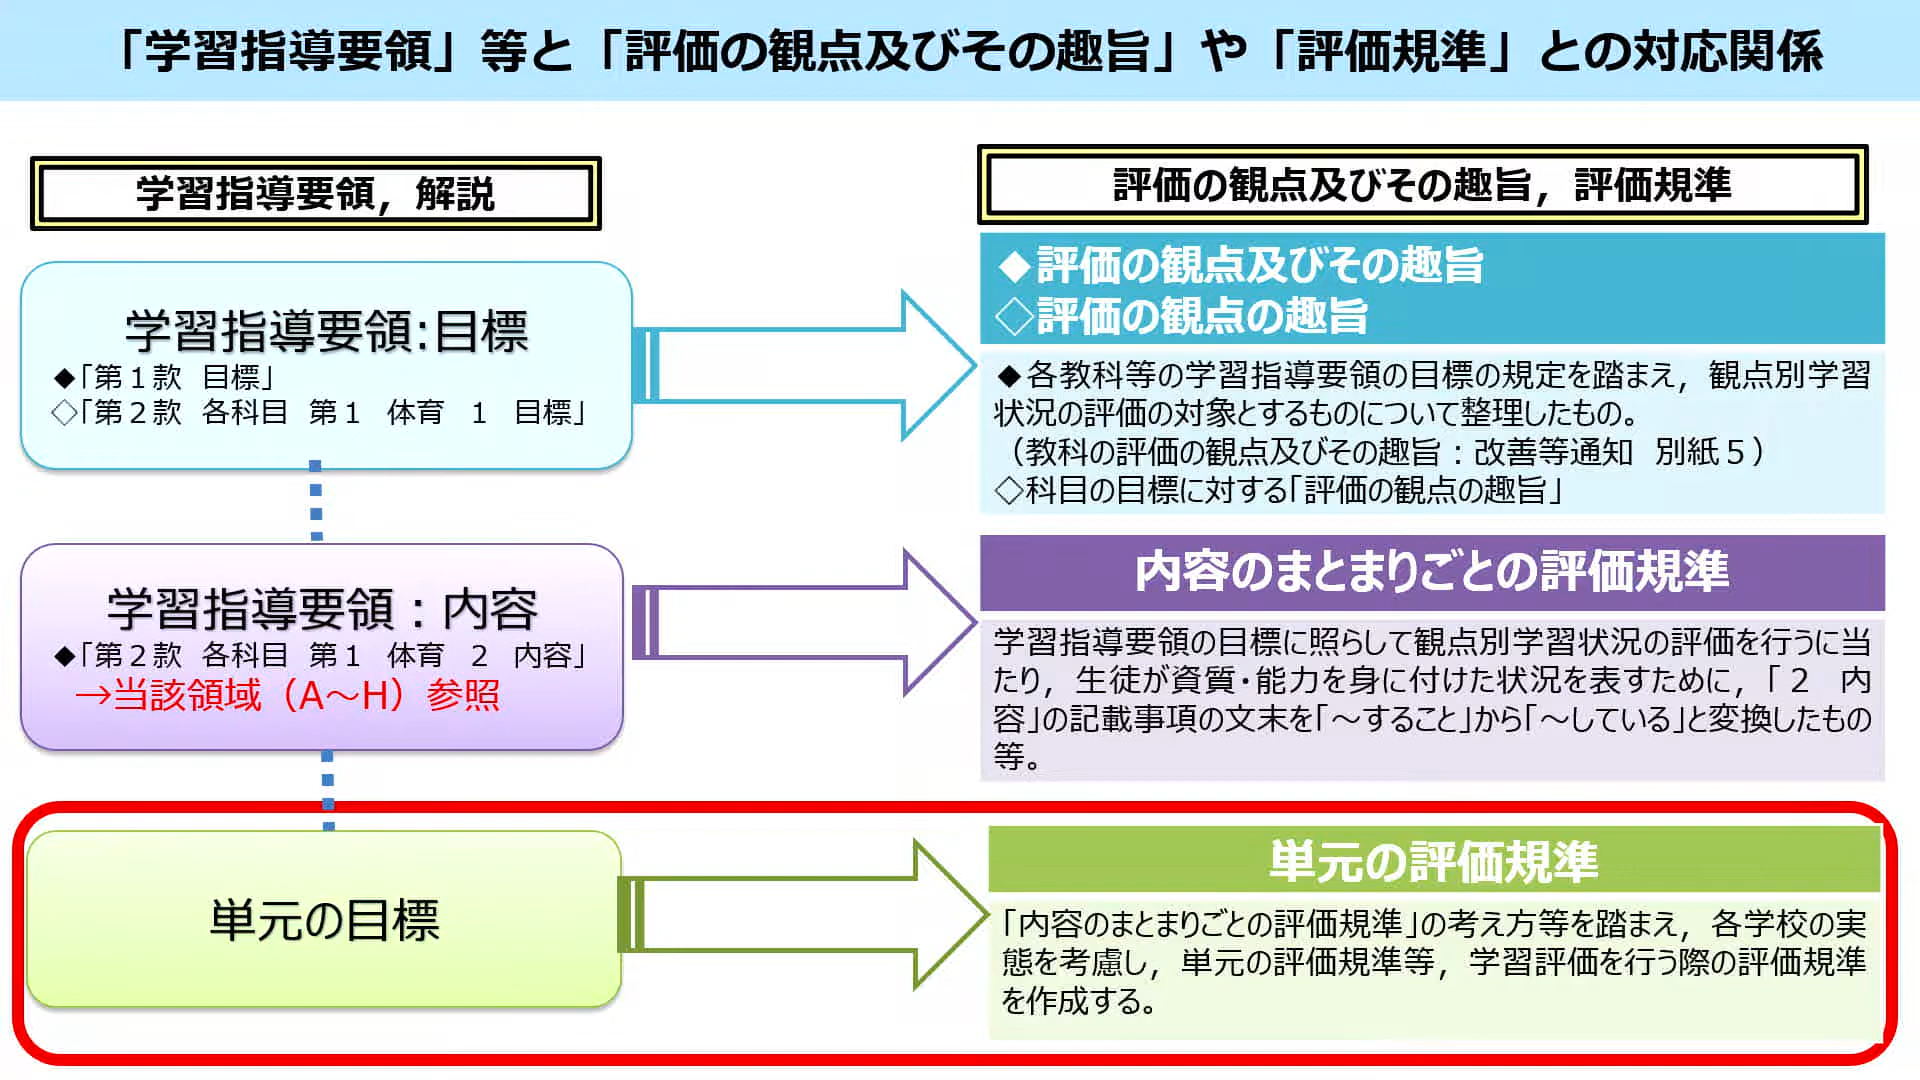 「学習指導要領」等と「評価の観点及びその趣旨」や「評価規準」との対応関係
学習指導要領，解説
評価の観点及びその趣旨，評価規準
学習指導要領:目標
◆「第１款　目標」
◇「第２款　各科目　第１　体育　１　目標」
◆評価の観点及びその趣旨
◇評価の観点の趣旨
◆各教科等の学習指導要領の目標の規定を踏まえ，観点別学習
状況の評価の対象とするものについて整理したもの。
（教科の評価の観点及びその趣旨：改善等通知　別紙５）
◇科目の目標に対する「評価の観点の趣旨」
学習指導要領：内容
◆「第２款　各科目　第１　体育　２　内容」
→当該領域（A～H）参照
内容のまとまりごとの評価規準
学習指導要領の目標に照らして観点別学習状況の評価を行うに当
たり，生徒が資質・能力を身に付けた状況を表すために，「２　内
容」の記載事項の文末を「～すること」から「～している」と変換したもの
等。
単元の目標
単元の評価規準
「内容のまとまりごとの評価規準」の考え方等を踏まえ，各学校の実
態を考慮し，単元の評価規準等，学習評価を行う際の評価規準
を作成する。